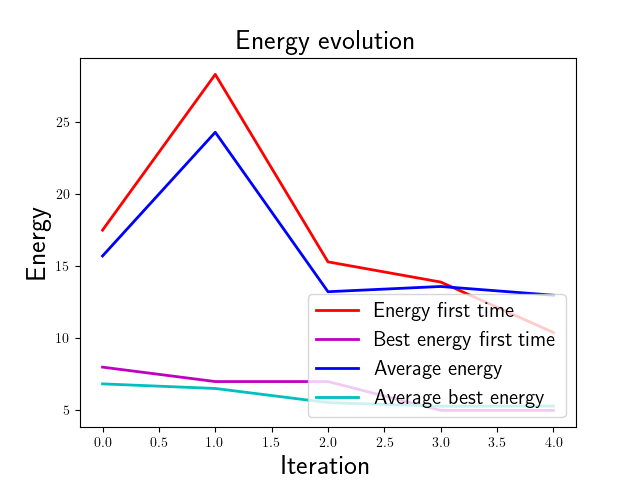 Energy evolution
Energy
25
20
15
10
5
Energy first time
Best energy first time
Average energy
Average best energy
0.0 0.5 1.0 1.5 2.0 2.5 3.0 3.5 4.0
Iteration